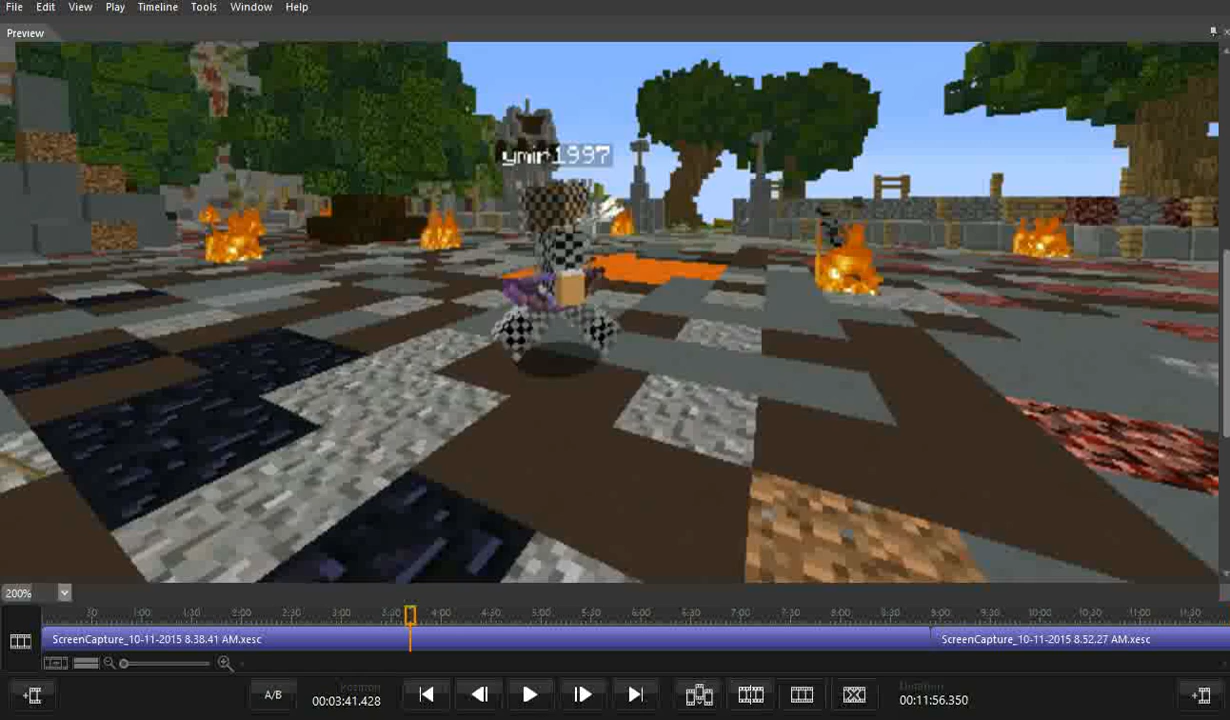 File Edit View Play Timeline Tools Window Help
Preview
ymir1997
200%
1:00 1:30 2:00 2:30 3:00 4:00 4:30 5:00 5:30 6:00 6:30 7:00 7:30 8:00 8:30 9:00 9:30 10:00 10:30 11:00 11:30
ScreenCapture_10-11-2015 8.38.41 AM.xesc ScreenCapture_10-11-2015 8.52.27 AM.xesc
A/B
Position
00:03:41.428
Duration
00:11:56.350